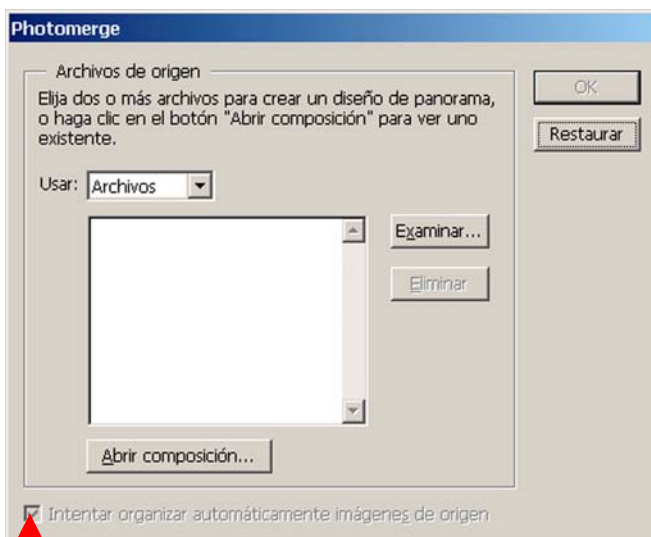 Photomerge
Archivos de origen
Elija dos o más archivos para crear un diseño de panorama,
o haga clic en el botón "Abrir composición" para ver uno
existente.
OK
Restaurar
Usar: Archivos
Examinar...
Eliminar
Abrir composición...
Intentar organizar automáticamente imágenes de origen